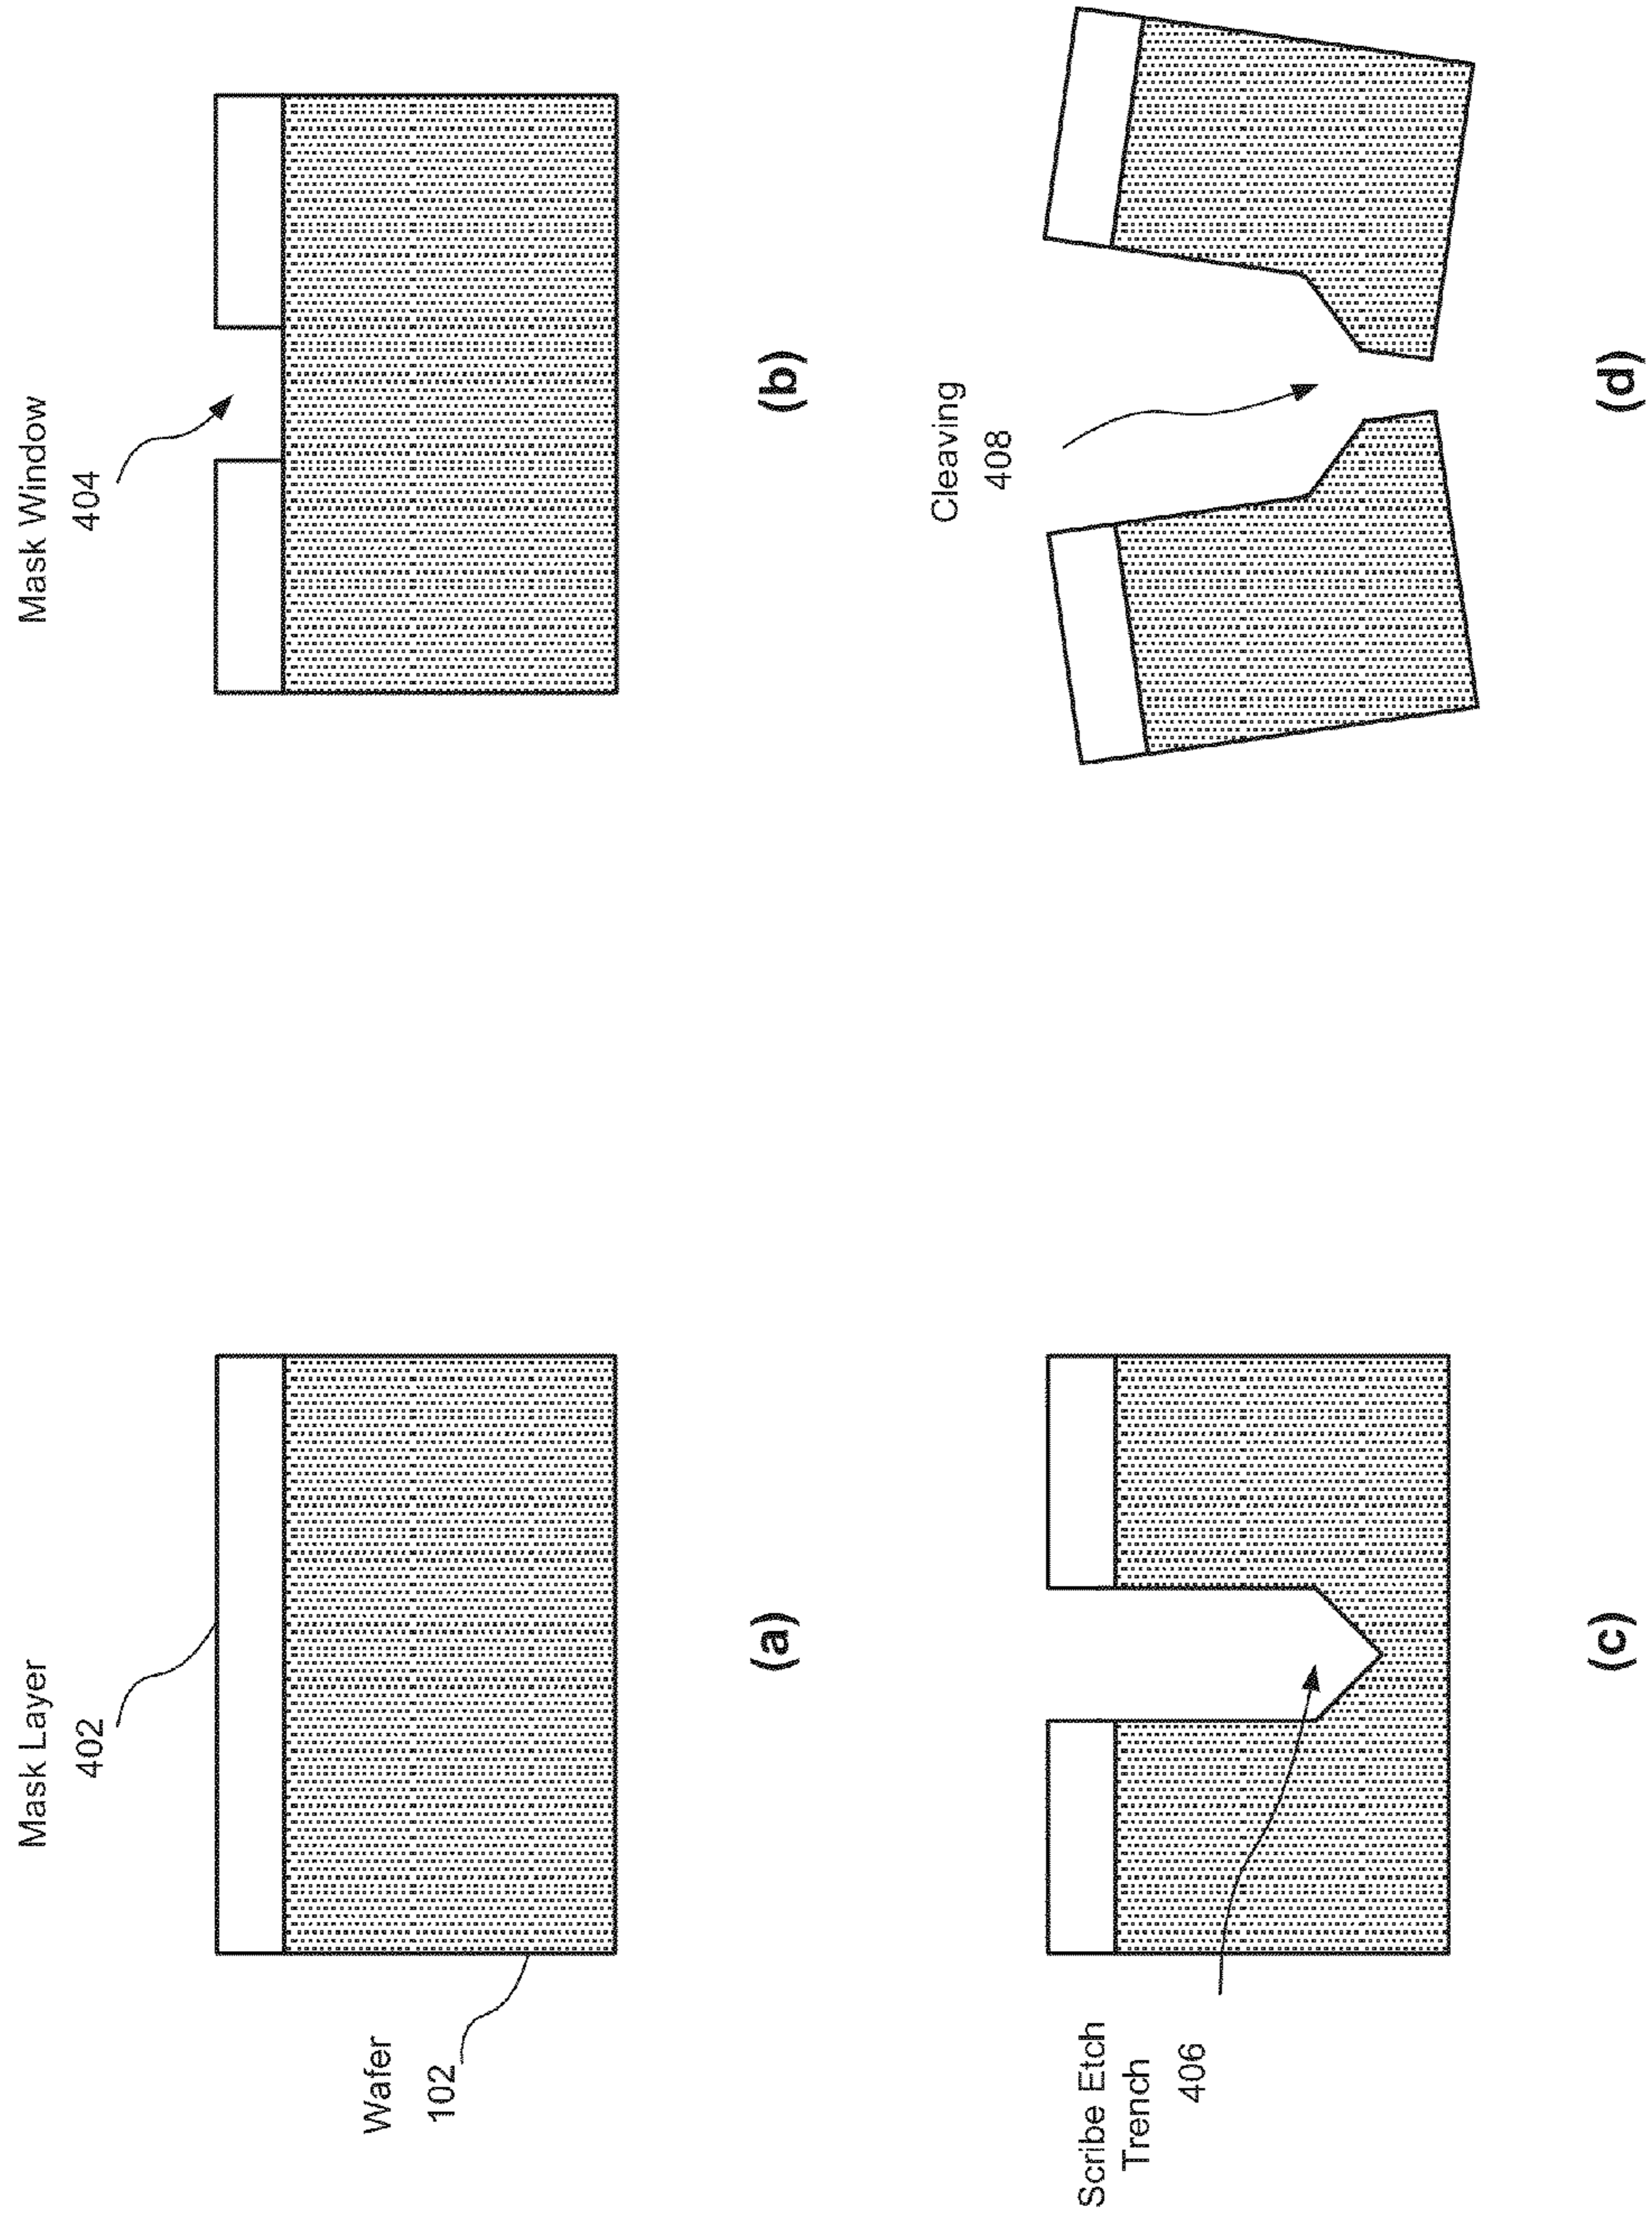 Mask Layer
402
Wafer
102
(a)
Mask Window
404
(b)
Scribe Etch
Trench
406
(c)
Cleaving
408
(d)